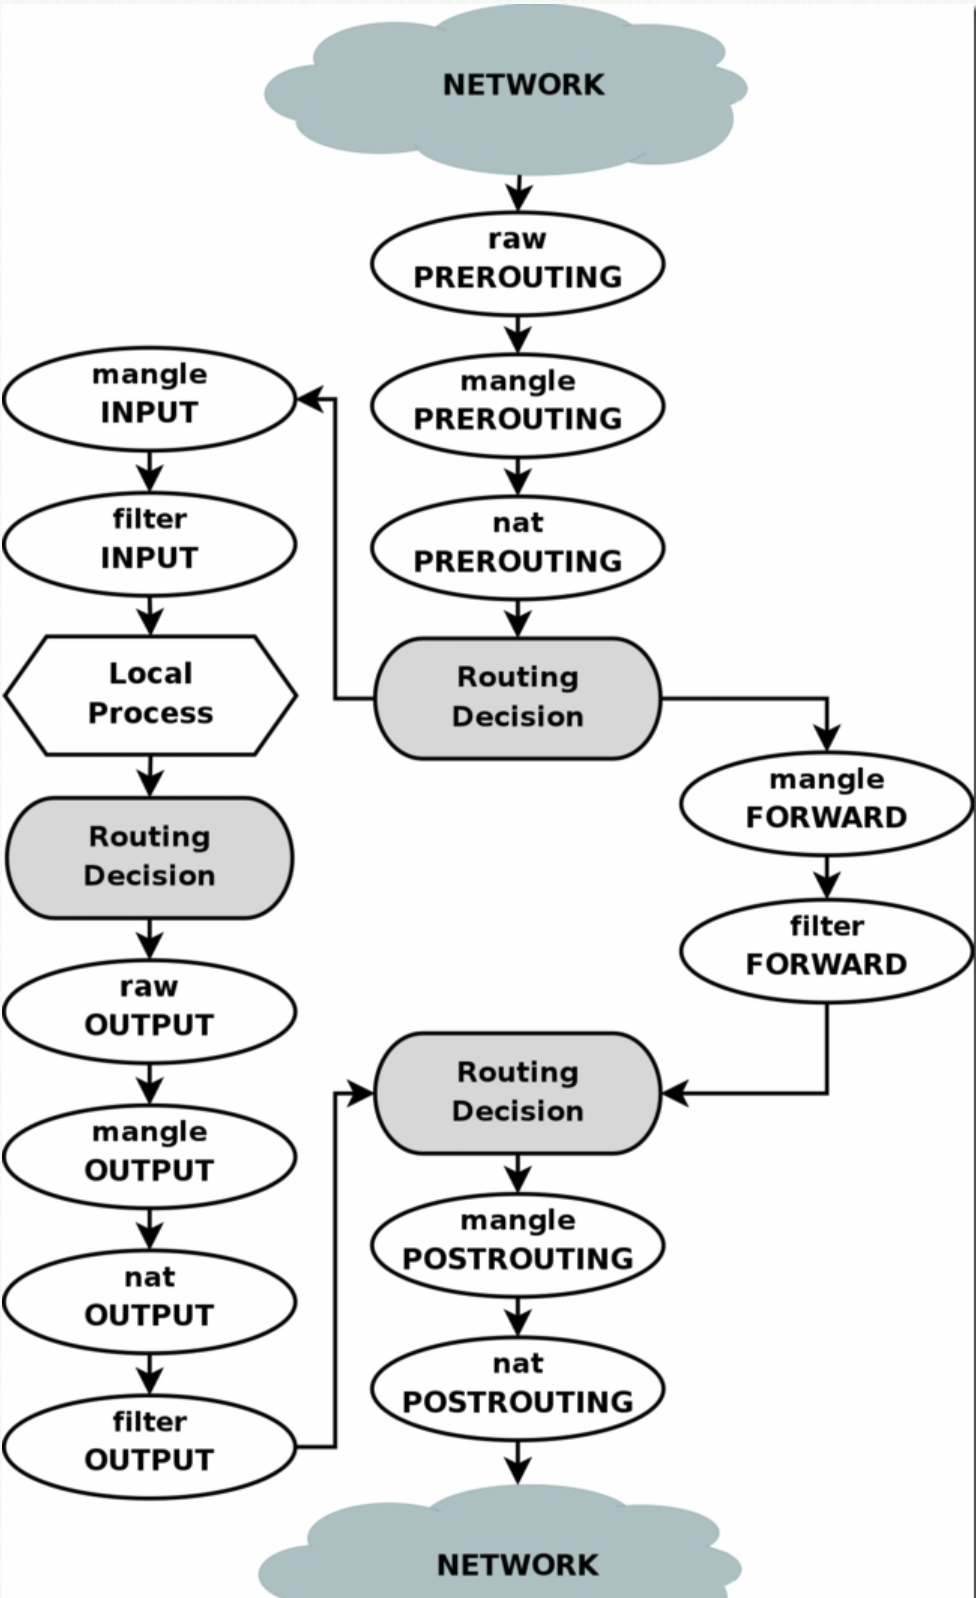 NETWORK
raw
PREROUTING
mangle
PREROUTING
nat
PREROUTING
Routing
Decision
mangle
INPUT
filter
INPUT
Local
Process
Routing
Decision
raw
OUTPUT
mangle
OUTPUT
nat
OUTPUT
filter
OUTPUT
mangle
FORWARD
filter
FORWARD
Routing
Decision
mangle
POSTROUTING
nat
POSTROUTING
NETWORK